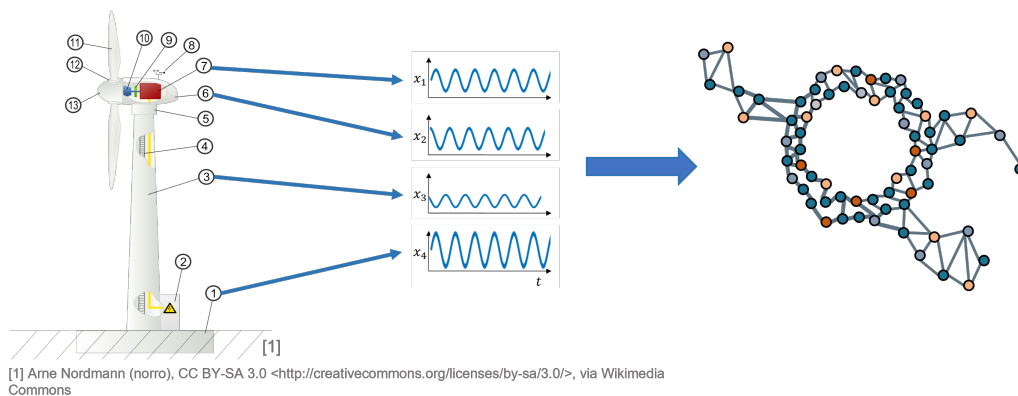 11
10
9
8
12
7
13
6
5
4
3
2
1
x₁
x₂
x₃
x₄
t
[1]
[1] Arne Nordmann (norro), CC BY-SA 3.0 <http://creativecommons.org/licenses/by-sa/3.0/>, via Wikimedia
Commons